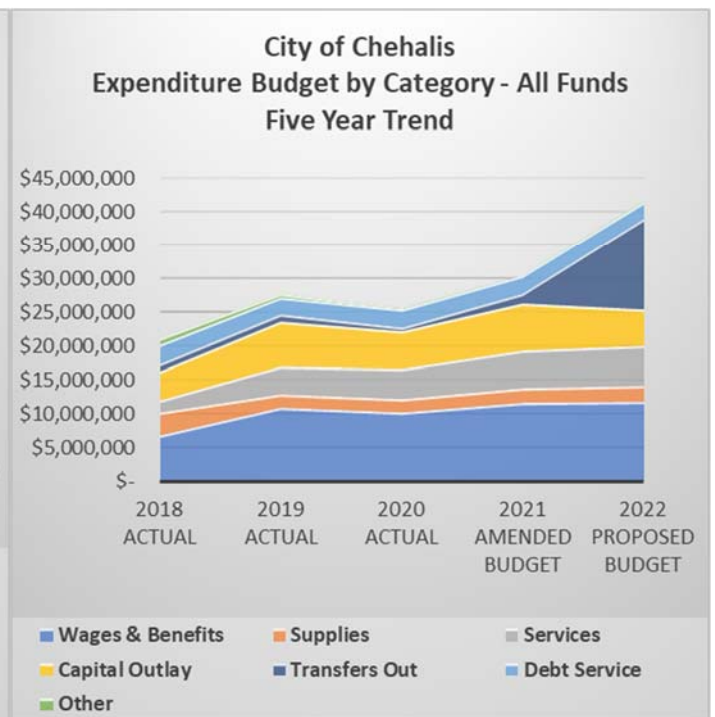 City of Chehalis
Expenditure Budget by Category - All Funds
Five Year Trend
$45,000,000
$40,000,000
$35,000,000
$30,000,000
$25,000,000
$20,000,000
$15,000,000
$10,000,000
$5,000,000
$-
2018 2019 2020 2021 2022
ACTUAL ACTUAL ACTUAL AMENDED PROPOSED
BUDGET BUDGET
Wages & Benefits Supplies Services
Capital Outlay Transfers Out Debt Service
Other